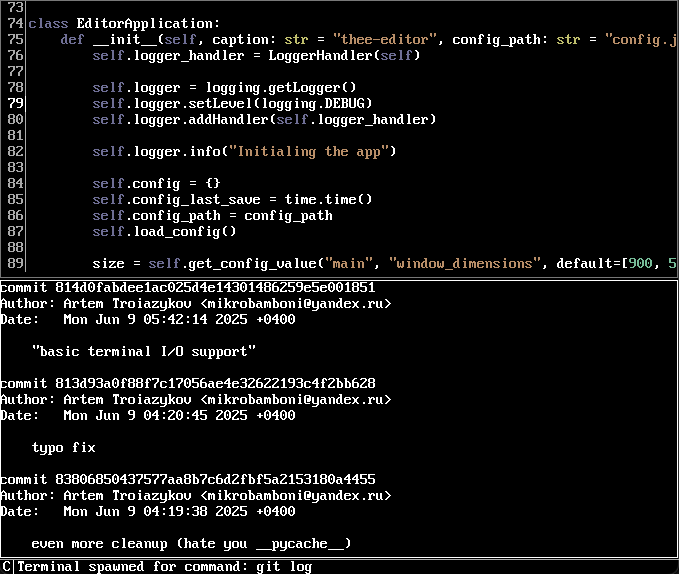 73
74 class EditorApplication:
75     def __init__(self, caption: str = "thee-editor", config_path: str = "config.j
76         self.logger_handler = LoggerHandler(self)
77
78         self.logger = logging.getLogger()
79         self.logger.setLevel(logging.DEBUG)
80         self.logger.addHandler(self.logger_handler)
81
82         self.logger.info("Initialing the app")
83
84         self.config = {}
85         self.config_last_save = time.time()
86         self.config_path = config_path
87         self.load_config()
88
89         size = self.get_config_value("main", "window_dimensions", default=[900, 5
commit 814d0fabdee1ac025d4e14301486259e5e001851
Author: Artem Troiazykov <mikrobamboni@yandex.ru>
Date:   Mon Jun 9 05:42:14 2025 +0400
    "basic terminal I/O support"
commit 813d93a0f88f7c17056ae4e32622193c4f2bb628
Author: Artem Troiazykov <mikrobamboni@yandex.ru>
Date:   Mon Jun 9 04:20:45 2025 +0400
    typo fix
commit 83806850437577aa8b7c6d2fbf5a2153180a4455
Author: Artem Troiazykov <mikrobamboni@yandex.ru>
Date:   Mon Jun 9 04:19:38 2025 +0400
    even more cleanup (hate you __pycache__)
C|Terminal spawned for command: git log